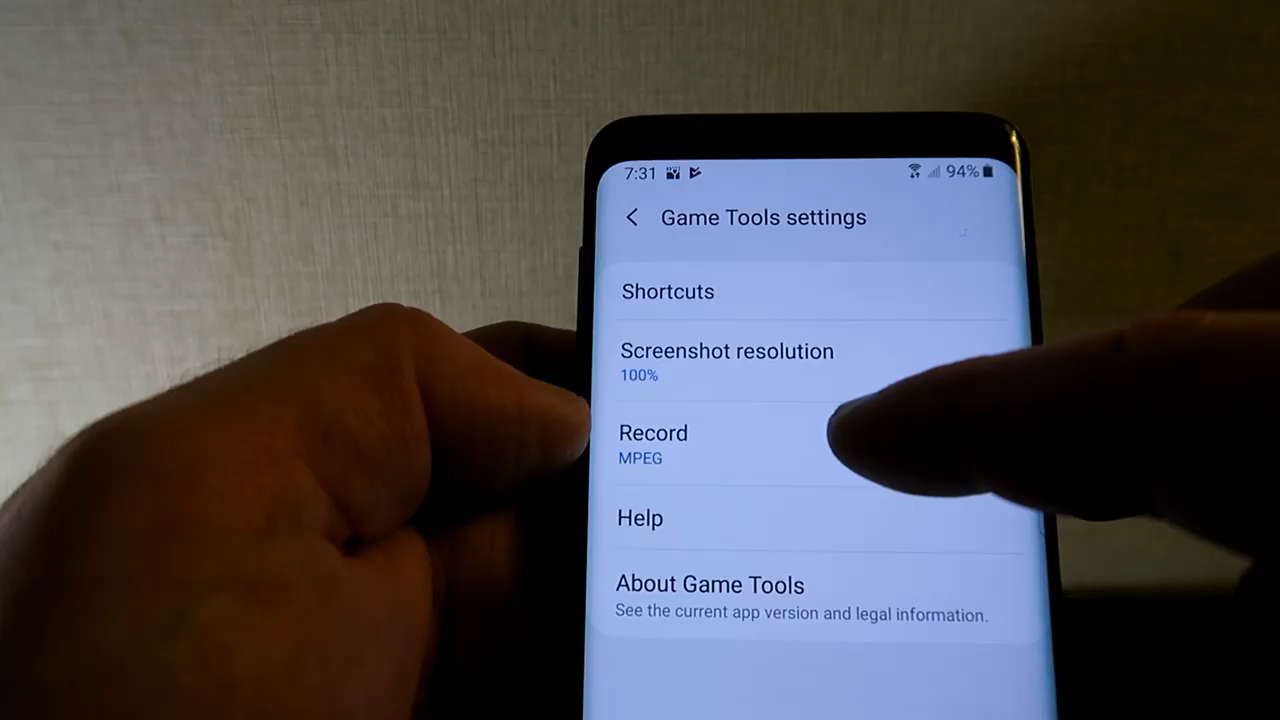 7:31 94%
Game Tools settings
Shortcuts
Screenshot resolution
100%
Record
MPEG
Help
About Game Tools
See the current app version and legal information.